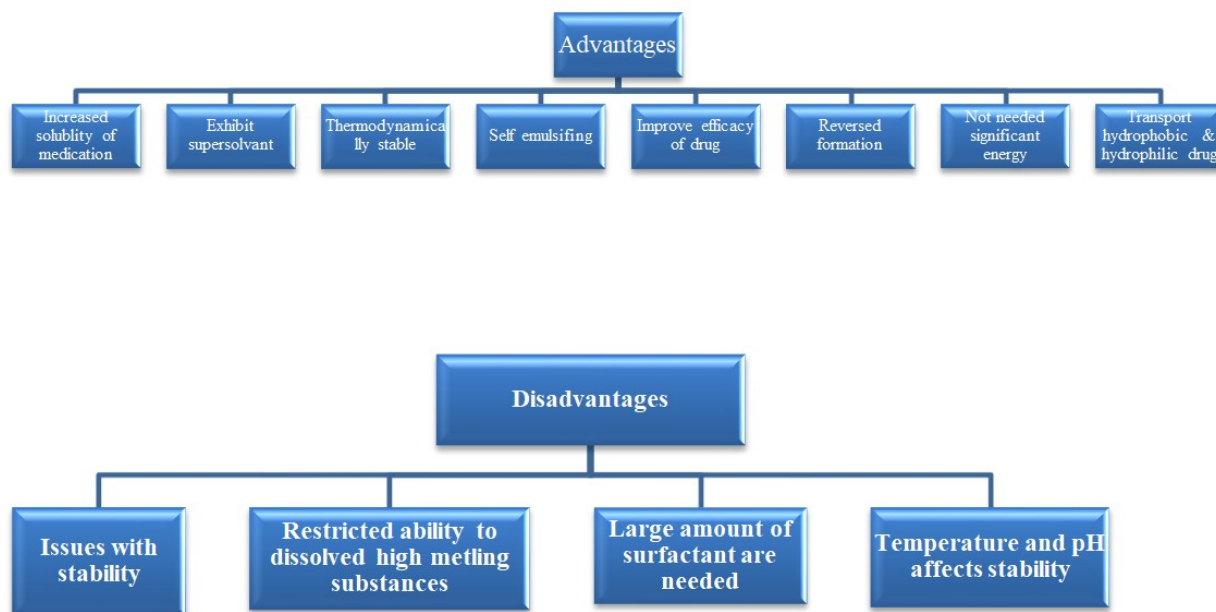 Advantages
Increased
solublity of
medication
Exhibit
supersolvant
Thermodynamica
lly stable
Self emulsifing
Improve efficacy
of drug
Reversed
formation
Not needed
significant
energy
Transport
hydrophobic &
hydrophilic drug
Disadvantages
Issues with
stability
Restricted ability to
dissolved high metling
substances
Large amount of
surfactant are
needed
Temperature and pH
affects stability